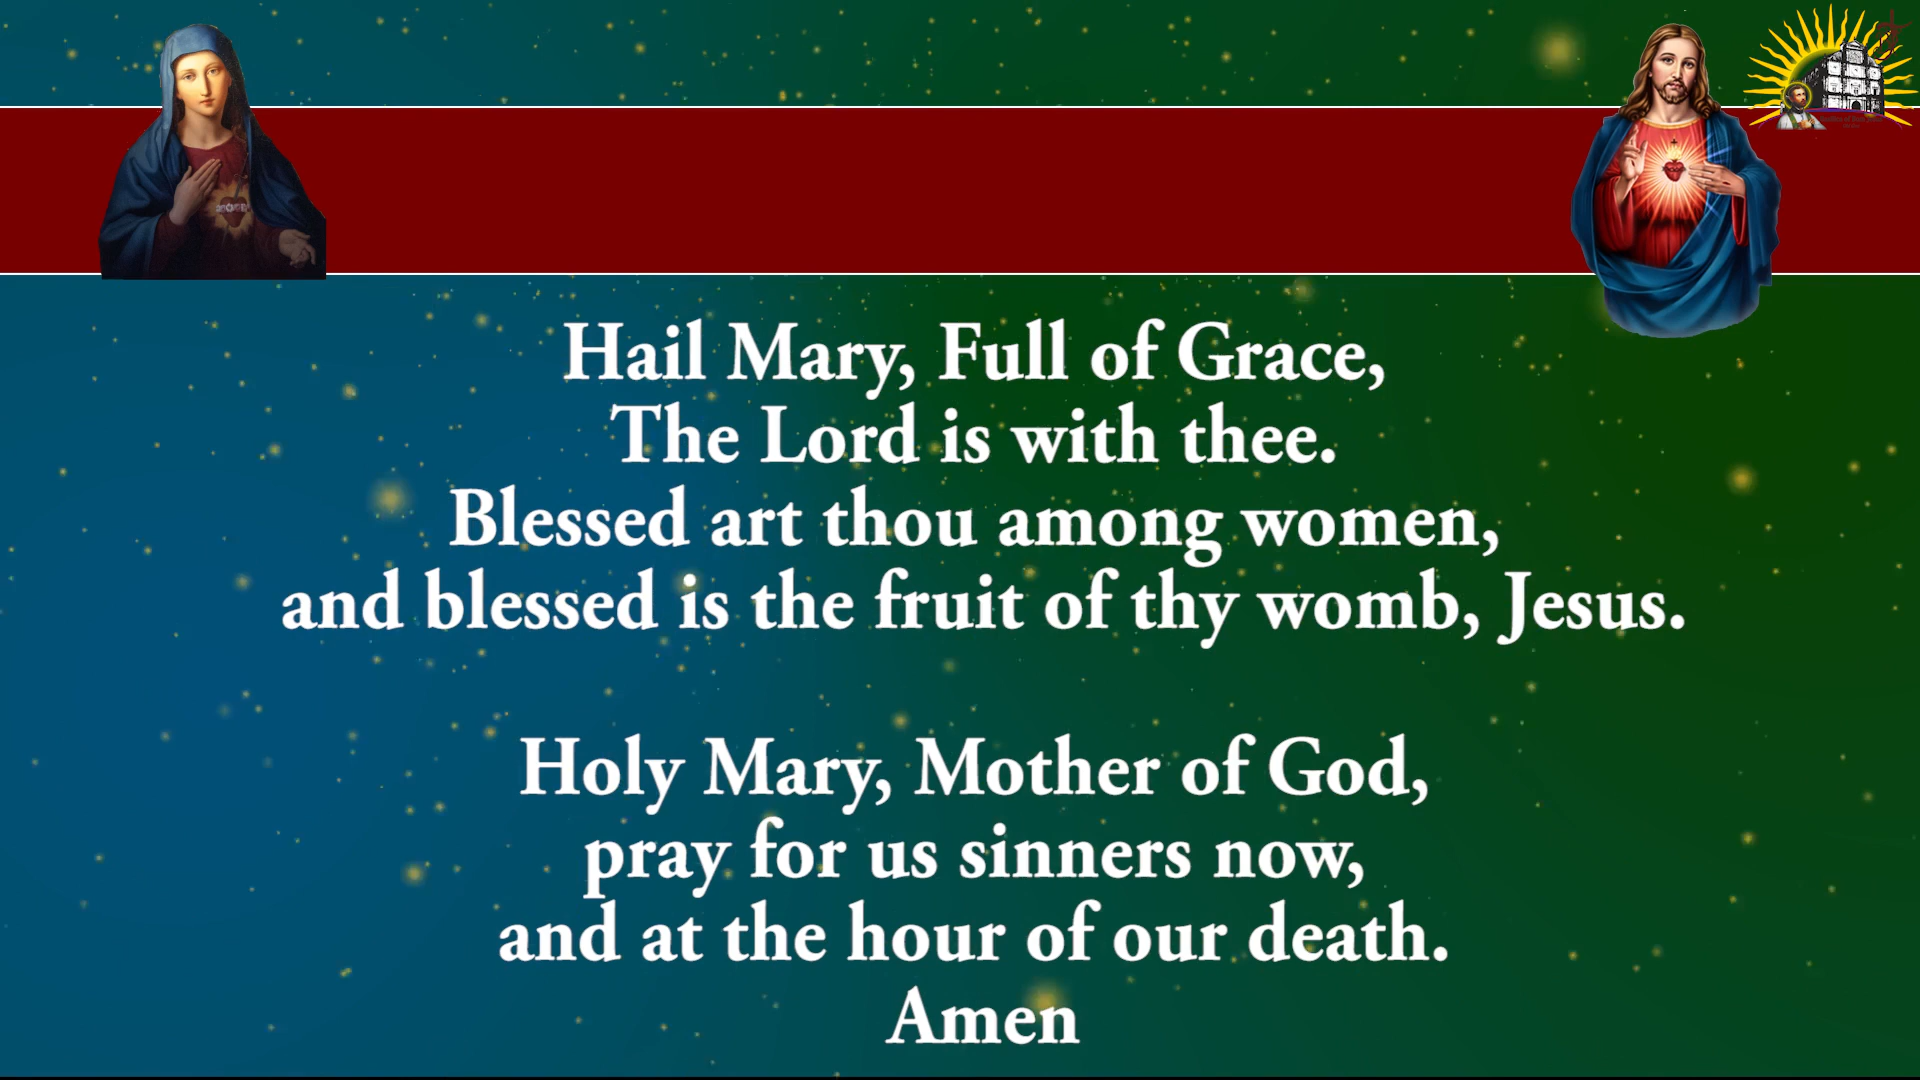 Hail Mary, Full of Grace,
The Lord is with thee.
Blessed art thou among women,
and blessed is the fruit of thy womb, Jesus.
Holy Mary, Mother of God,
pray for us sinners now,
and at the hour of our death.
Amen